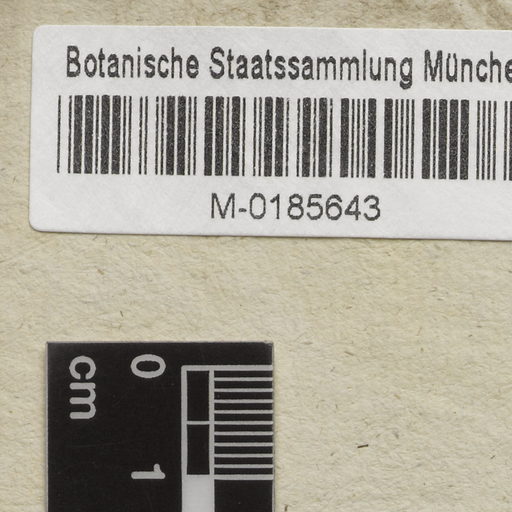 Botanische Staatssammlung Münche
M-0185643
cm
0
1